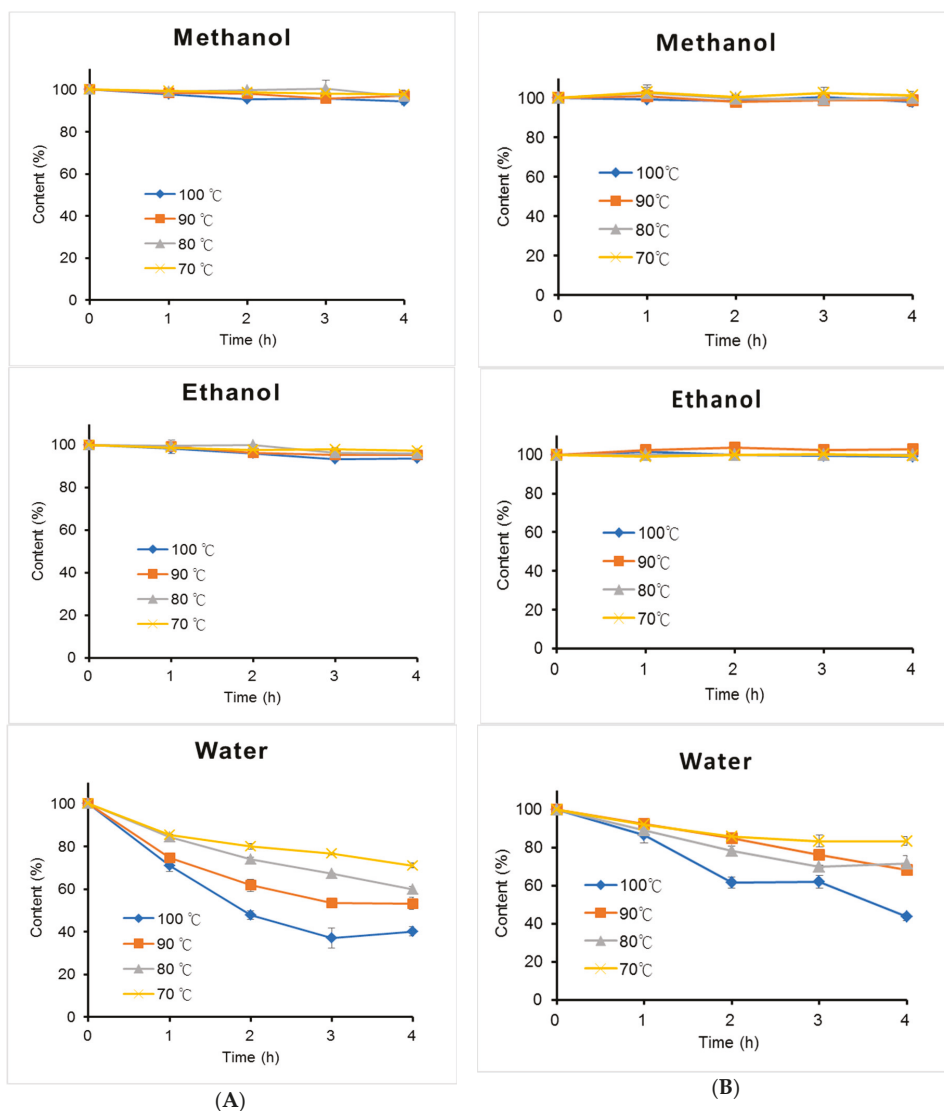 Methanol
100
80
60
40
20
0
Content (%)
100 ℃
90 ℃
80 ℃
70 ℃
0 1 2 3 4
Time (h)
Methanol
100
80
60
40
20
0
Content (%)
100℃
90℃
80℃
70℃
0 1 2 3 4
Time (h)
Ethanol
100
80
60
40
20
0
Content (%)
100 ℃
90 ℃
80 ℃
70 ℃
0 1 2 3 4
Time (h)
Ethanol
100
80
60
40
20
0
Content (%)
100℃
90℃
80℃
70℃
0 1 2 3 4
Time (h)
Water
100
80
60
40
20
0
Content (%)
100 ℃
90 ℃
80 ℃
70 ℃
0 1 2 3 4
Time (h)
Water
100
80
60
40
20
0
Content (%)
100℃
90℃
80℃
70℃
0 1 2 3 4
Time (h)
(A)
(B)